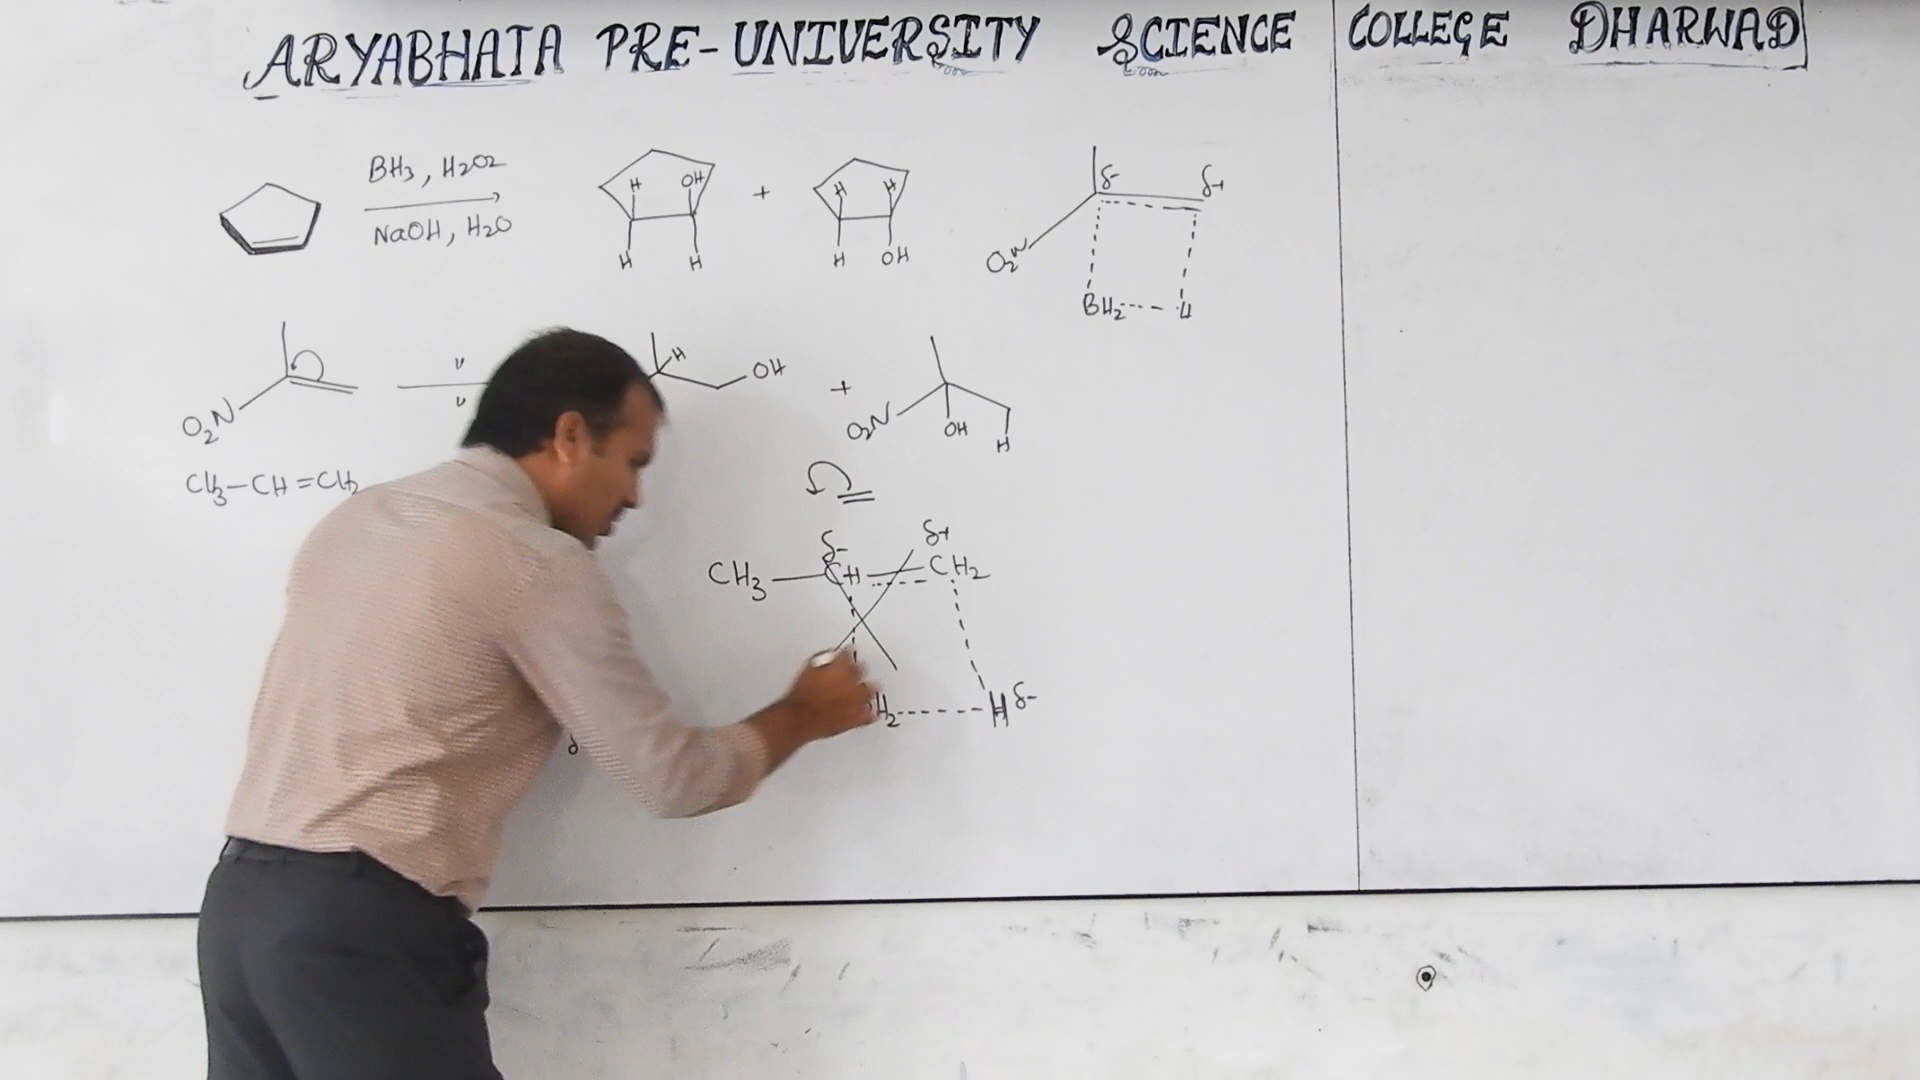 ARYABHATA PRE-UNIVERSITY SCIENCE COLLEGE DHARWAD
BH3, H2O2
NaOH, H2O
H OH
H H
+
H H
H OH
δ- δ+
O2N
BH2 H
O2N
CH3-CH=CH2
H
OH
+
O2N
OH
H
δ- δ+
CH3-CH=CH2
H2 H δ-